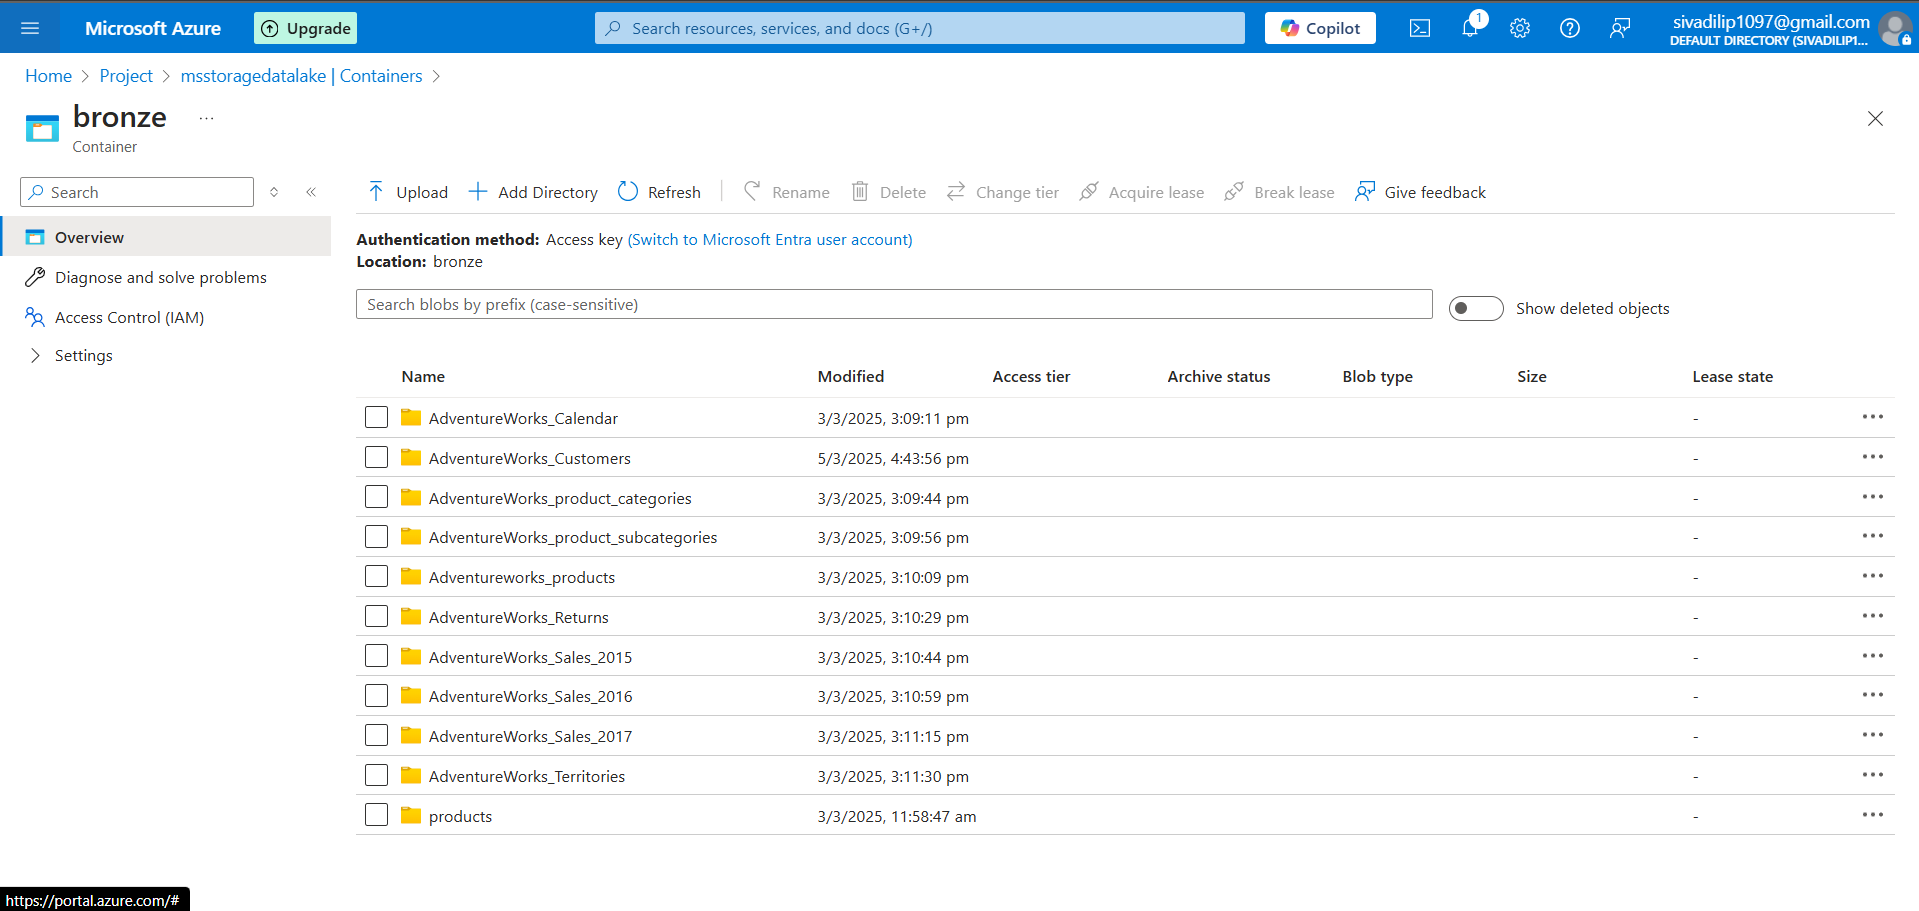 Microsoft Azure
Upgrade
Search resources, services, and docs (G+/)
Copilot
1
sivadilip1097@gmail.com
DEFAULT DIRECTORY (SIVADILIP1...
Home > Project > msstoragedatalake | Containers >
bronze ...
Container
Search
Overview
Diagnose and solve problems
Access Control (IAM)
Settings
Upload Add Directory Refresh Rename Delete Change tier Acquire lease Break lease Give feedback
Authentication method: Access key (Switch to Microsoft Entra user account)
Location: bronze
Search blobs by prefix (case-sensitive)
Show deleted objects
Name Modified Access tier Archive status Blob type Size Lease state
AdventureWorks_Calendar 3/3/2025, 3:09:11 pm -
AdventureWorks_Customers 5/3/2025, 4:43:56 pm -
AdventureWorks_product_categories 3/3/2025, 3:09:44 pm -
AdventureWorks_product_subcategories 3/3/2025, 3:09:56 pm -
Adventureworks_products 3/3/2025, 3:10:09 pm -
AdventureWorks_Returns 3/3/2025, 3:10:29 pm -
AdventureWorks_Sales_2015 3/3/2025, 3:10:44 pm -
AdventureWorks_Sales_2016 3/3/2025, 3:10:59 pm -
AdventureWorks_Sales_2017 3/3/2025, 3:11:15 pm -
AdventureWorks_Territories 3/3/2025, 3:11:30 pm -
products 3/3/2025, 11:58:47 am -
https://portal.azure.com/#